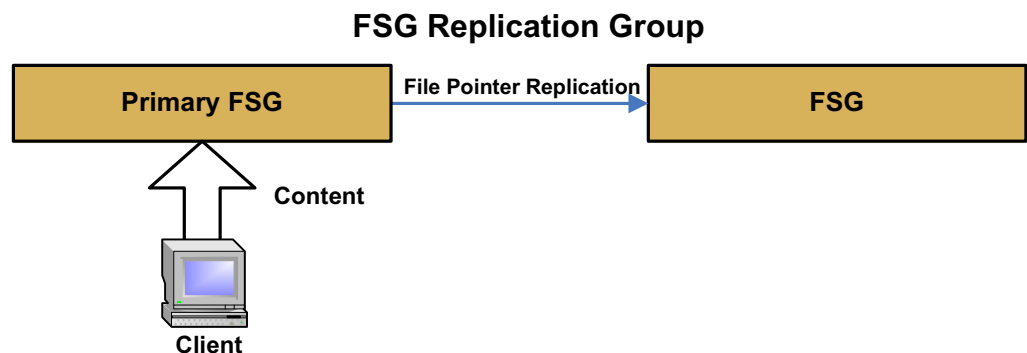 FSG Replication Group
Primary FSG
File Pointer Replication
FSG
Content
Client